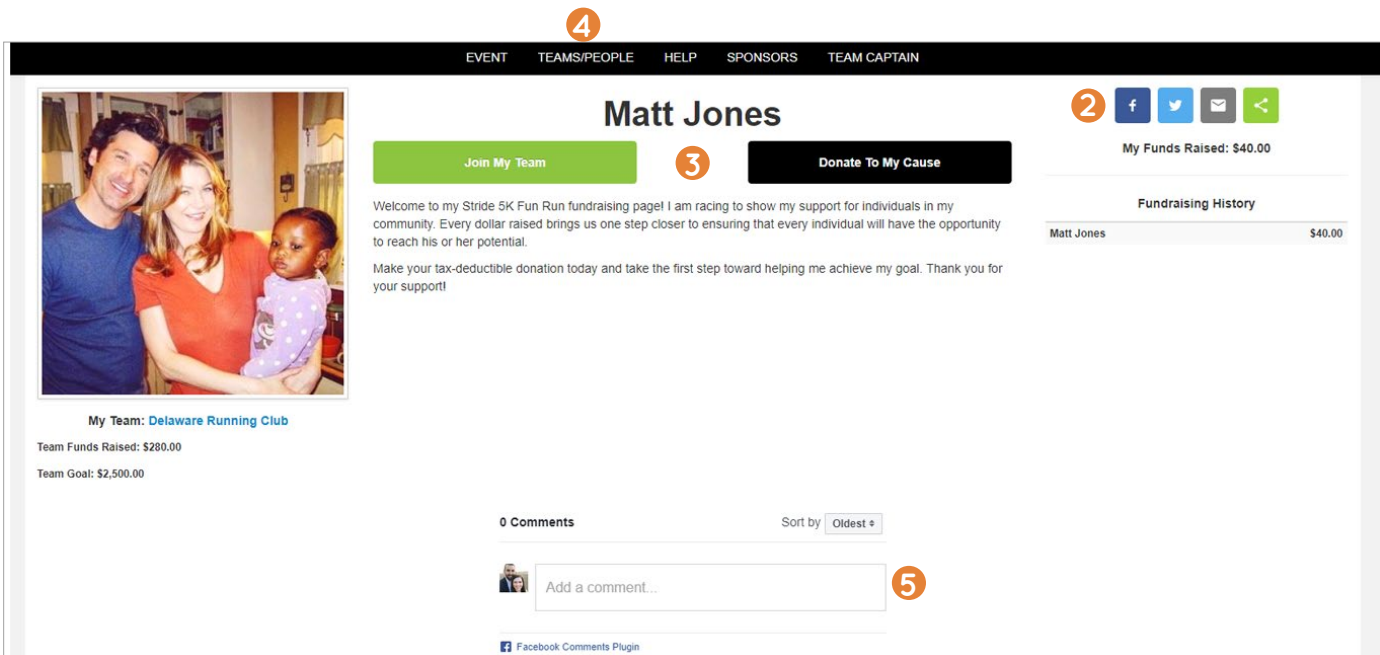 4
EVENT TEAMS/PEOPLE HELP SPONSORS TEAM CAPTAIN
Matt Jones
2
Join My Team
3
Donate To My Cause
My Funds Raised: $40.00
Welcome to my Stride 5K Fun Run fundraising page! I am racing to show my support for individuals in my
community. Every dollar raised brings us one step closer to ensuring that every individual will have the opportunity
to reach his or her potential.
Make your tax-deductible donation today and take the first step toward helping me achieve my goal. Thank you for
your support!
Fundraising History
Matt Jones $40.00
My Team: Delaware Running Club
Team Funds Raised: $280.00
Team Goal: $2,500.00
0 Comments Sort by Oldest
Add a comment...
5
Facebook Comments Plugin